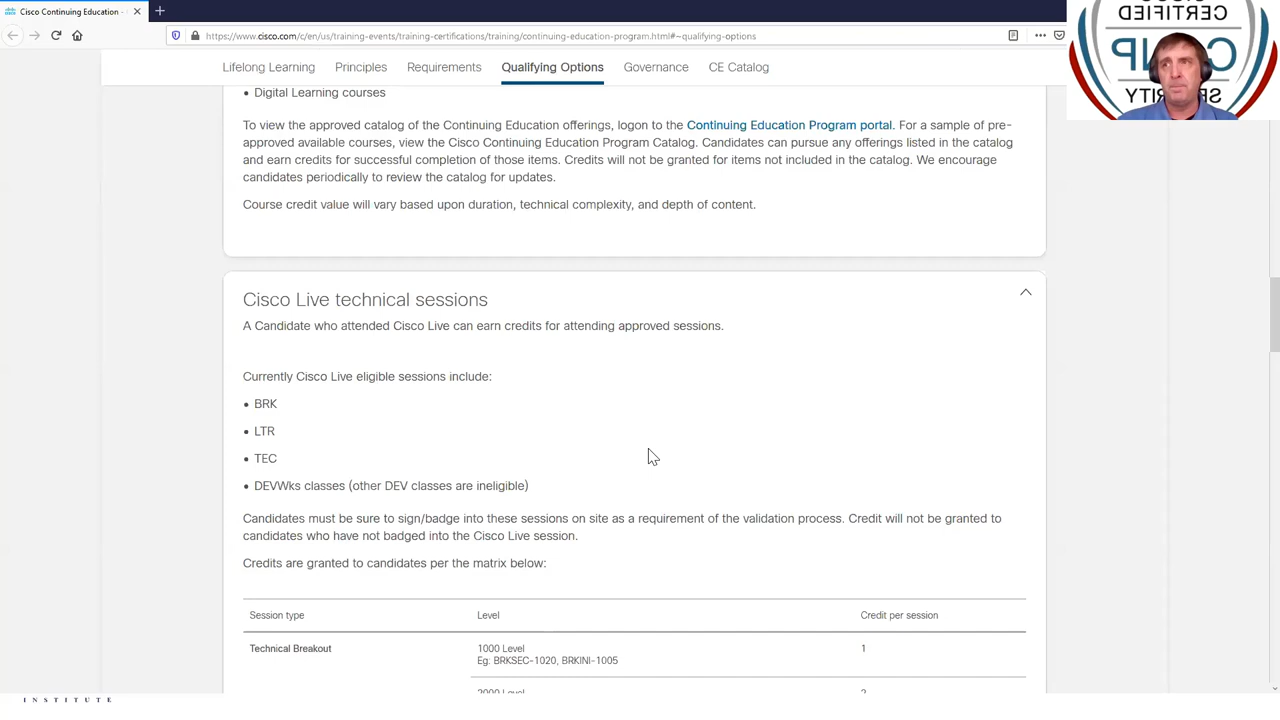 Cisco Continuing Education -
https://www.cisco.com/c/en/us/training-events/training-certifications/training/continuing-education-program.html#~qualifying-options
CISCO
CERTIFIED
CCNP
SECURITY
Lifelong Learning Principles Requirements Qualifying Options Governance CE Catalog
• Digital Learning courses
To view the approved catalog of the Continuing Education offerings, logon to the Continuing Education Program portal. For a sample of pre-
approved available courses, view the Cisco Continuing Education Program Catalog. Candidates can pursue any offerings listed in the catalog
and earn credits for successful completion of those items. Credits will not be granted for items not included in the catalog. We encourage
candidates periodically to review the catalog for updates.
Course credit value will vary based upon duration, technical complexity, and depth of content.
Cisco Live technical sessions
A Candidate who attended Cisco Live can earn credits for attending approved sessions.
Currently Cisco Live eligible sessions include:
• BRK
• LTR
• TEC
• DEVWks classes (other DEV classes are ineligible)
Candidates must be sure to sign/badge into these sessions on site as a requirement of the validation process. Credit will not be granted to
candidates who have not badged into the Cisco Live session.
Credits are granted to candidates per the matrix below:
Session type Level Credit per session
Technical Breakout 1000 Level 1
Eg: BRKSEC-1020, BRKINI-1005
2000 Level 2
INSTITUTE